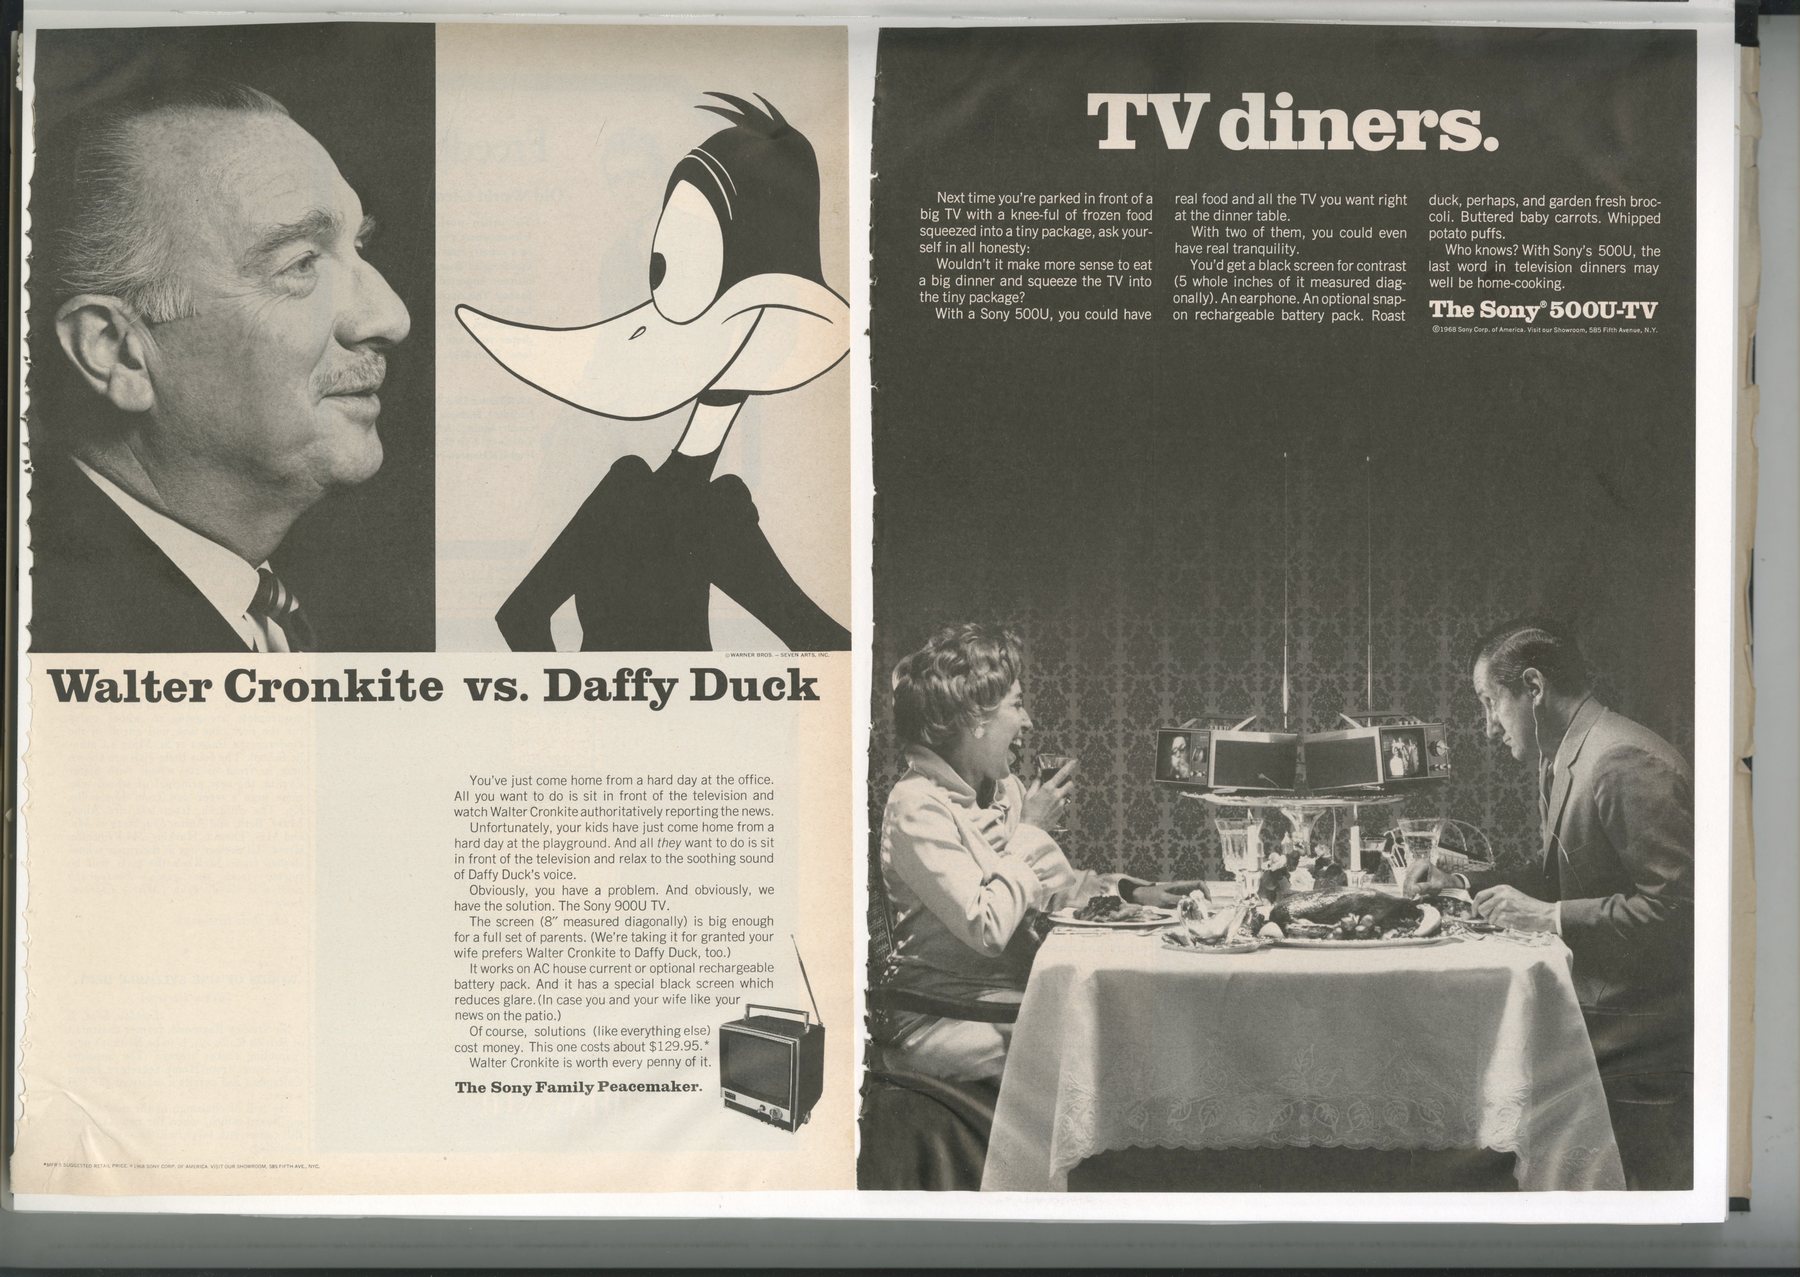 © WARNER BROS. — SEVEN ARTS, INC.
Walter Cronkite vs. Daffy Duck
You've just come home from a hard day at the office.
All you want to do is sit in front of the television and
watch Walter Cronkite authoritatively reporting the news.
Unfortunately, your kids have just come home from a
hard day at the playground. And all they want to do is sit
in front of the television and relax to the soothing sound
of Daffy Duck's voice.
Obviously, you have a problem. And obviously, we
have the solution. The Sony 900U TV.
The screen (8″ measured diagonally) is big enough
for a full set of parents. (We're taking it for granted your
wife prefers Walter Cronkite to Daffy Duck, too.)
It works on AC house current or optional rechargeable
battery pack. And it has a special black screen which
reduces glare. (In case you and your wife like your
news on the patio.)
Of course, solutions (like everything else)
cost money. This one costs about $129.95.*
Walter Cronkite is worth every penny of it.
The Sony Family Peacemaker.
*MFR'S SUGGESTED RETAIL PRICE. ©1968 SONY CORP. OF AMERICA. VISIT OUR SHOWROOM, 585 FIFTH AVE., NYC.
TV diners.
Next time you're parked in front of a
big TV with a knee-ful of frozen food
squeezed into a tiny package, ask your-
self in all honesty:
Wouldn't it make more sense to eat
a big dinner and squeeze the TV into
the tiny package?
With a Sony 500U, you could have
real food and all the TV you want right
at the dinner table.
With two of them, you could even
have real tranquility.
You'd get a black screen for contrast
(5 whole inches of it measured diag-
onally). An earphone. An optional snap-
on rechargeable battery pack. Roast
duck, perhaps, and garden fresh broc-
coli. Buttered baby carrots. Whipped
potato puffs.
Who knows? With Sony's 500U, the
last word in television dinners may
well be home-cooking.
The Sony® 500U-TV
©1968 Sony Corp. of America. Visit our Showroom, 585 Fifth Avenue, N.Y.